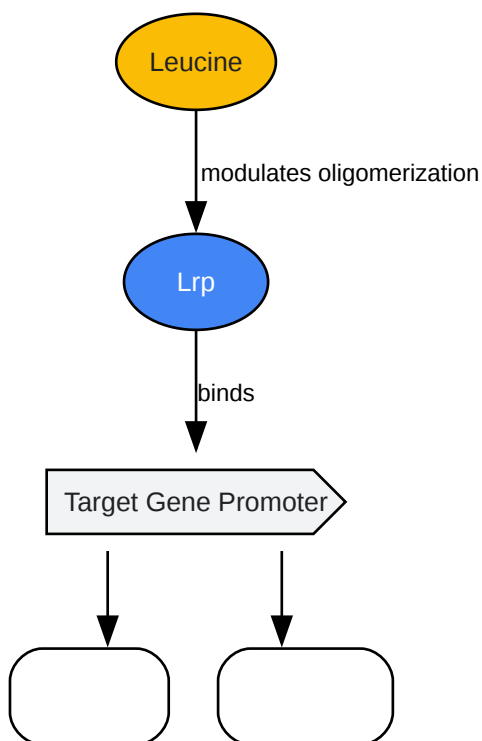 Leucine
modulates oligomerization
Lrp
binds
Target Gene Promoter